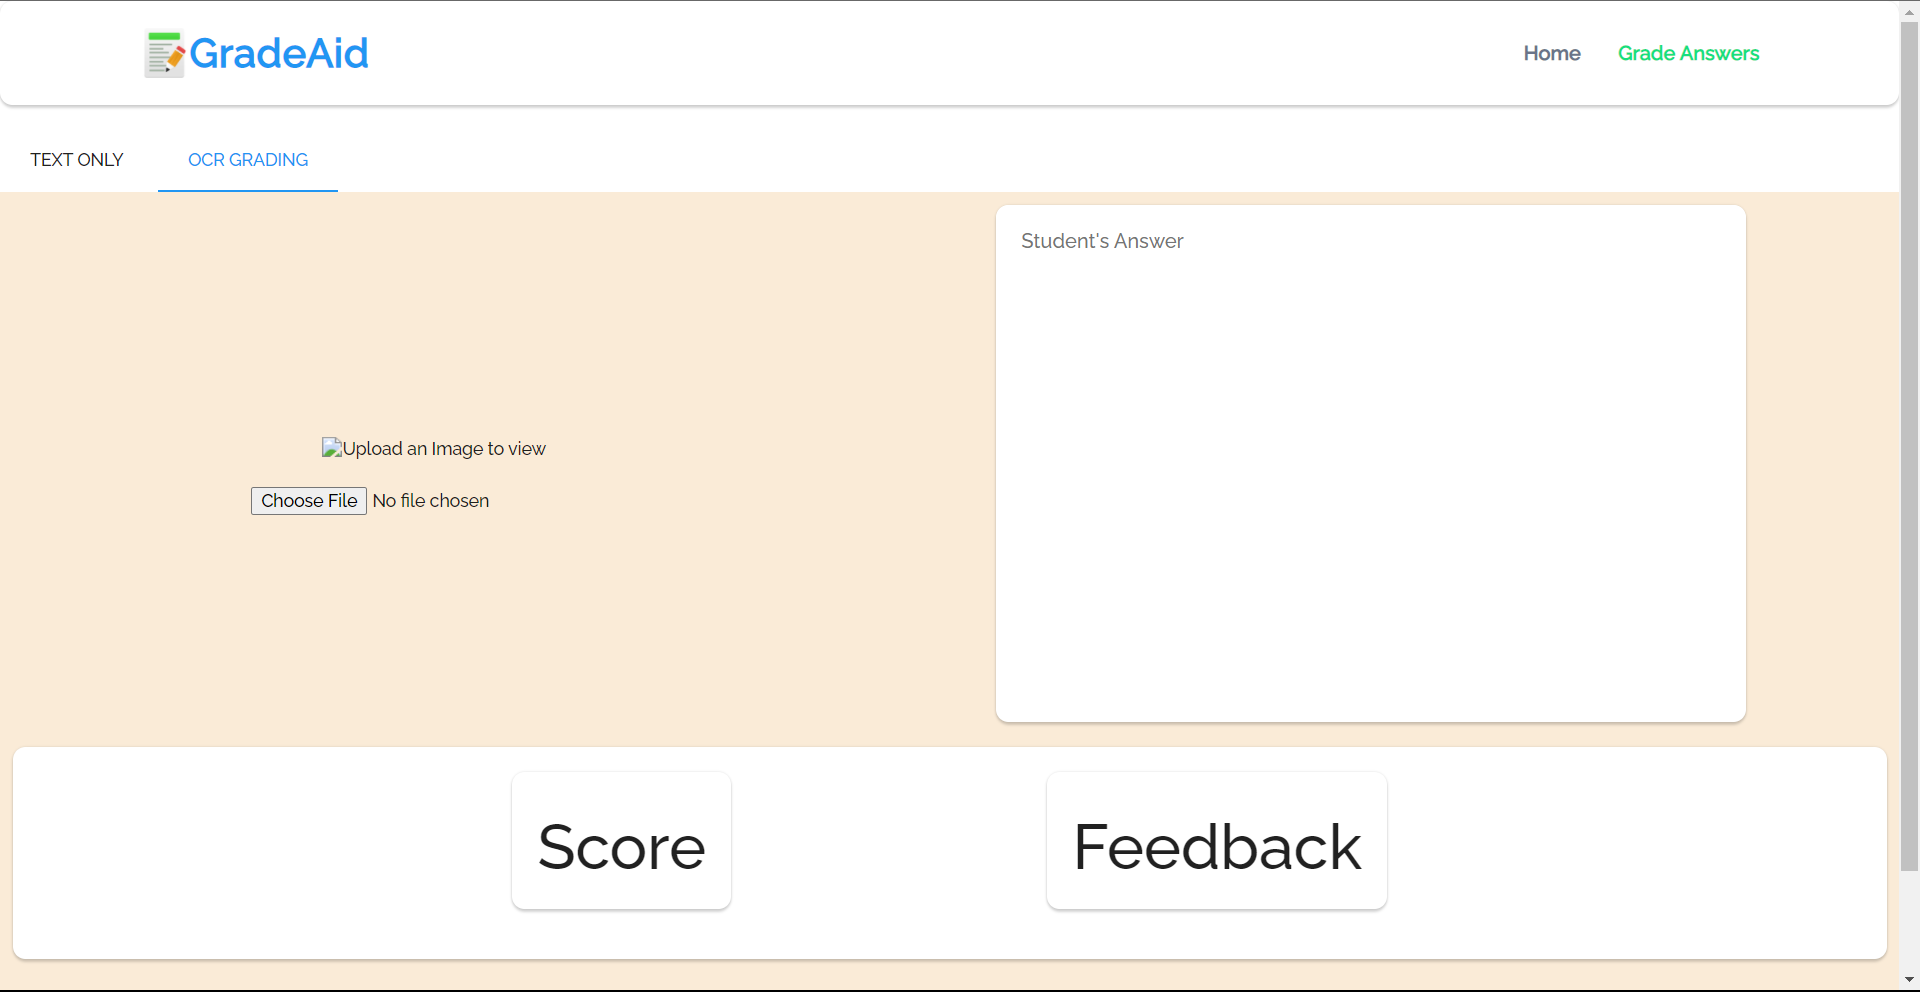 GradeAid
Home
Grade Answers
TEXT ONLY
OCR GRADING
Student's Answer
Upload an Image to view
Choose File No file chosen
Score
Feedback